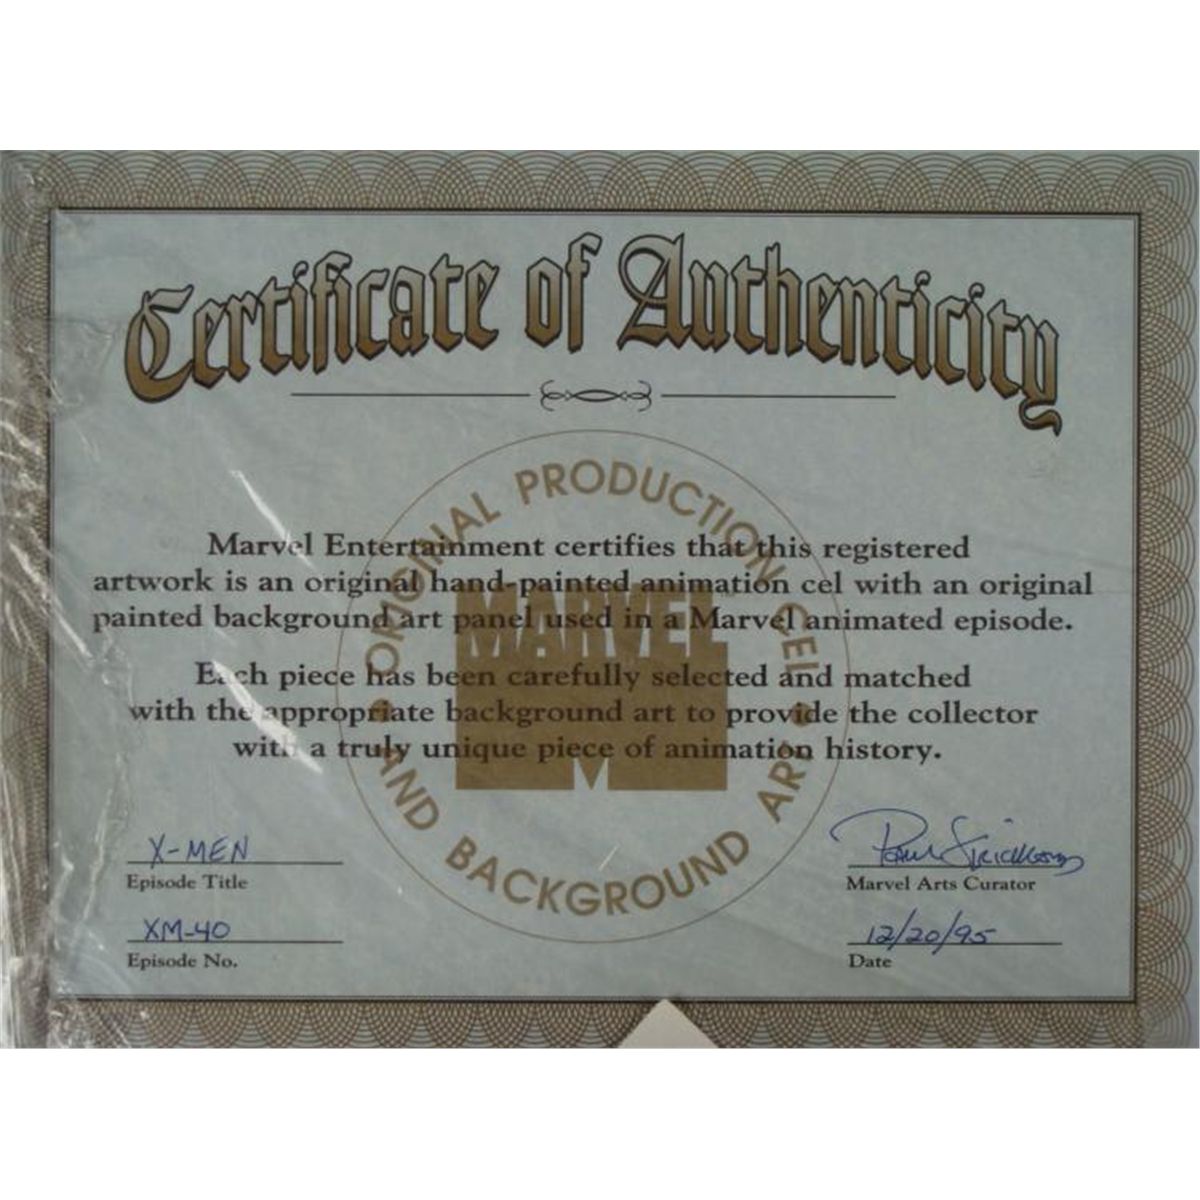 Certificate of Authenticity
ORIGINAL PRODUCTION CEL
AND BACKGROUND ART
MARVEL
Marvel Entertainment certifies that this registered
artwork is an original hand-painted animation cel with an original
painted background art panel used in a Marvel animated episode.
Each piece has been carefully selected and matched
with the appropriate background art to provide the collector
with a truly unique piece of animation history.
X-MEN
Episode Title
XM-40
Episode No.
Paul
Marvel Arts Curator
12/20/95
Date